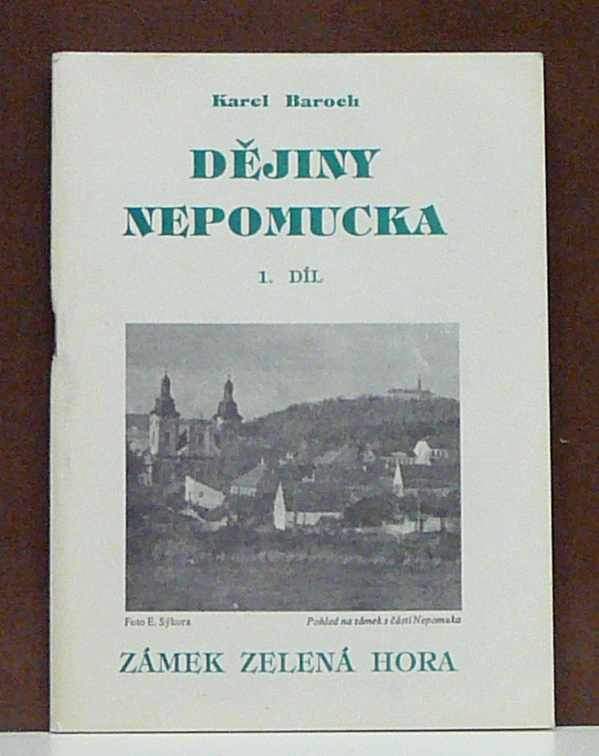 Karel Baroch
DĚJINY
NEPOMUCKA
1. DÍL
Foto E. Sýkora
Pohled na zámek s částí Nepomuka
ZÁMEK ZELENÁ HORA